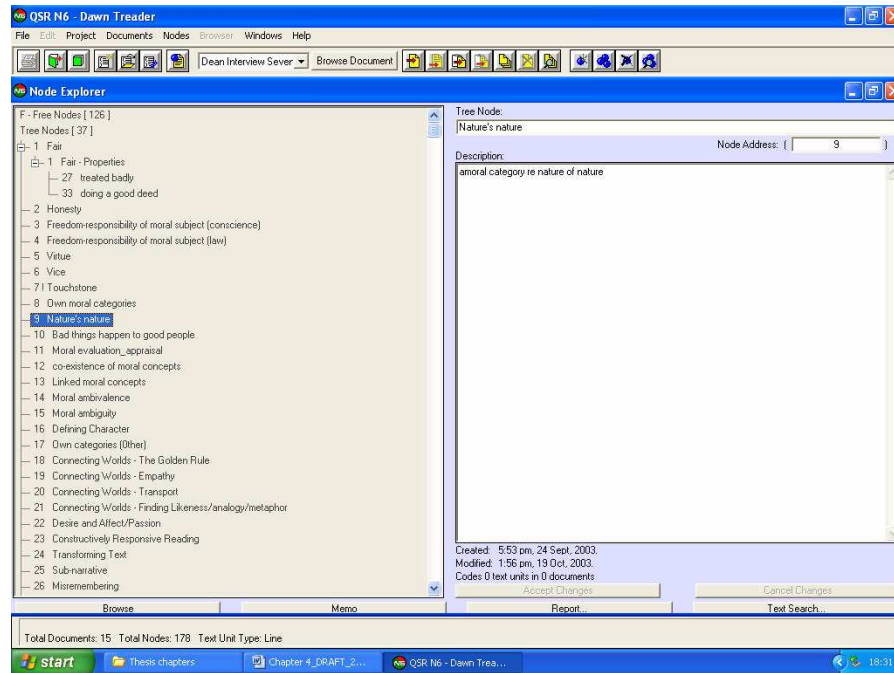 QSR N6 - Dawn Treader
File Edit Project Documents Nodes Browser Windows Help
Dean Interview Sever Browse Document
Node Explorer
F - Free Nodes [ 126 ]
Tree Nodes [ 37 ]
1 Fair
1 Fair - Properties
27 treated badly
33 doing a good deed
2 Honesty
3 Freedom-responsibility of moral subject (conscience)
4 Freedom-responsibility of moral subject (law)
5 Virtue
6 Vice
7 ! Touchstone
8 Own moral categories
9 Nature's nature
10 Bad things happen to good people
11 Moral evaluation_appraisal
12 co-existence of moral concepts
13 Linked moral concepts
14 Moral ambivalence
15 Moral ambiguity
16 Defining Character
17 Own categories (Other)
18 Connecting Worlds - The Golden Rule
19 Connecting Worlds - Empathy
20 Connecting Worlds - Transport
21 Connecting Worlds - Finding Likeness/analogy/metaphor
22 Desire and Affect/Passion
23 Constructively Responsive Reading
24 Transforming Text
25 Sub-narrative
26 Misremembering
Tree Node:
Nature's nature
Node Address: ( 9 )
Description:
amoral category re nature of nature
Created: 5:53 pm, 24 Sept, 2003.
Modified: 1:56 pm, 19 Oct, 2003.
Codes 0 text units in 0 documents
Accept Changes Cancel Changes
Browse Memo Report... Text Search...
Total Documents: 15 Total Nodes: 178 Text Unit Type: Line
start Thesis chapters Chapter 4_DRAFT_2... QSR N6 - Dawn Trea... 18:31